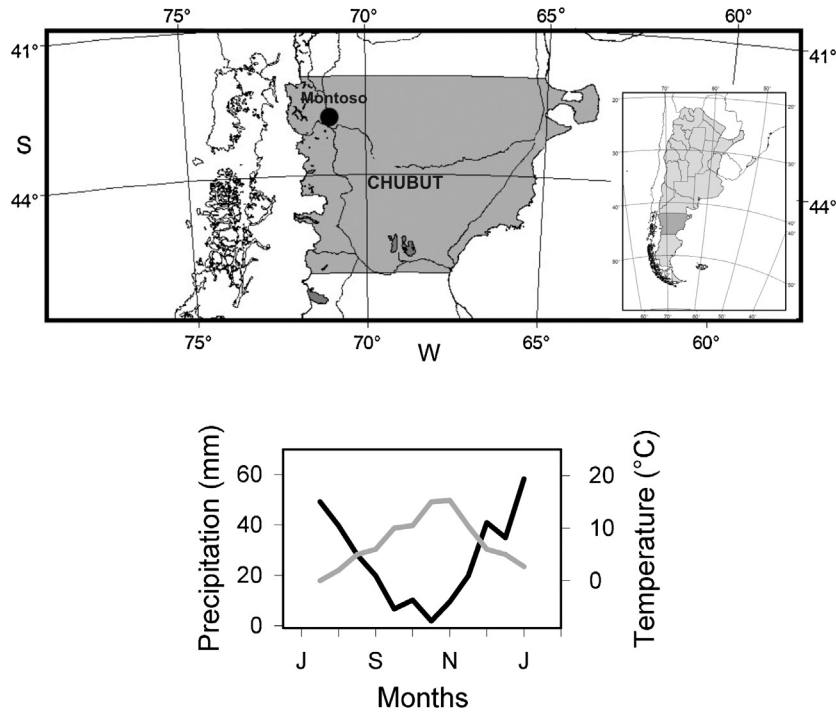 75° 70° 65° 60°
41° 41°
Montoso
S
CHUBUT
44° 44°
75° 70° 65° 60°
W
Precipitation (mm)
60
40
20
0
20
10
0
Temperature (°C)
J S N J
Months